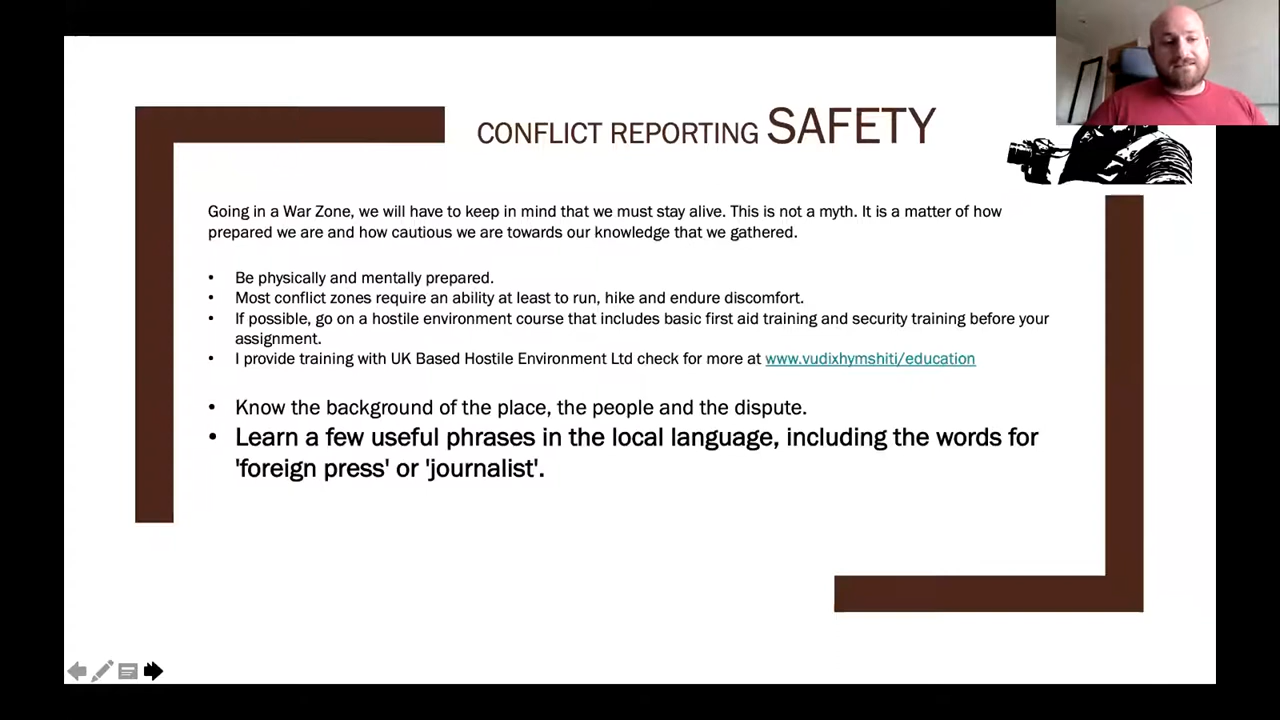 CONFLICT REPORTING SAFETY
Going in a War Zone, we will have to keep in mind that we must stay alive. This is not a myth. It is a matter of how
prepared we are and how cautious we are towards our knowledge that we gathered.
• Be physically and mentally prepared.
• Most conflict zones require an ability at least to run, hike and endure discomfort.
• If possible, go on a hostile environment course that includes basic first aid training and security training before your
assignment.
• I provide training with UK Based Hostile Environment Ltd check for more at www.vudixhymshiti/education
• Know the background of the place, the people and the dispute.
• Learn a few useful phrases in the local language, including the words for
'foreign press' or 'journalist'.